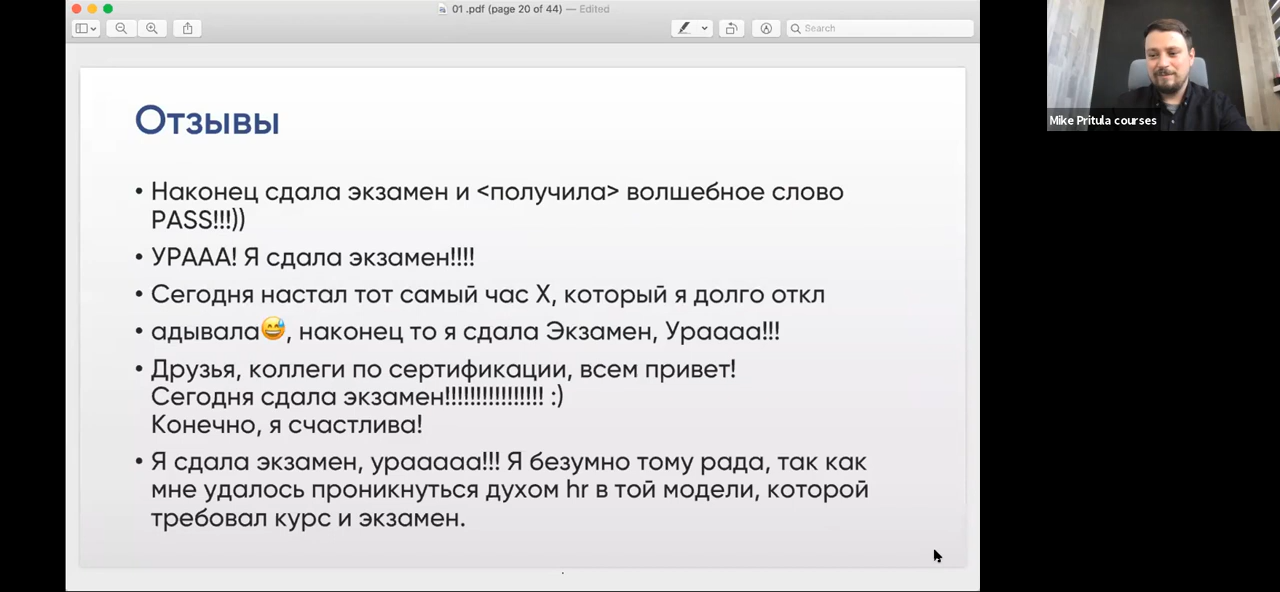 01 .pdf (page 20 of 44) — Edited
Search
Mike Pritula courses
Отзывы
• Наконец сдала экзамен и <получила> волшебное слово
PASS!!!))
• УРААА! Я сдала экзамен!!!!
• Сегодня настал тот самый час Х, который я долго откл
• адывала😅, наконец то я сдала Экзамен, Ураааа!!!
• Друзья, коллеги по сертификации, всем привет!
Сегодня сдала экзамен!!!!!!!!!!!!!!!! :)
Конечно, я счастлива!
• Я сдала экзамен, урааааа!!! Я безумно тому рада, так как
мне удалось проникнуться духом hr в той модели, которой
требовал курс и экзамен.